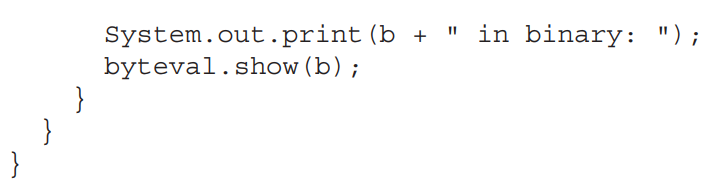 System.out.print(b + " in binary: ");
byteval.show(b);
}
}
}